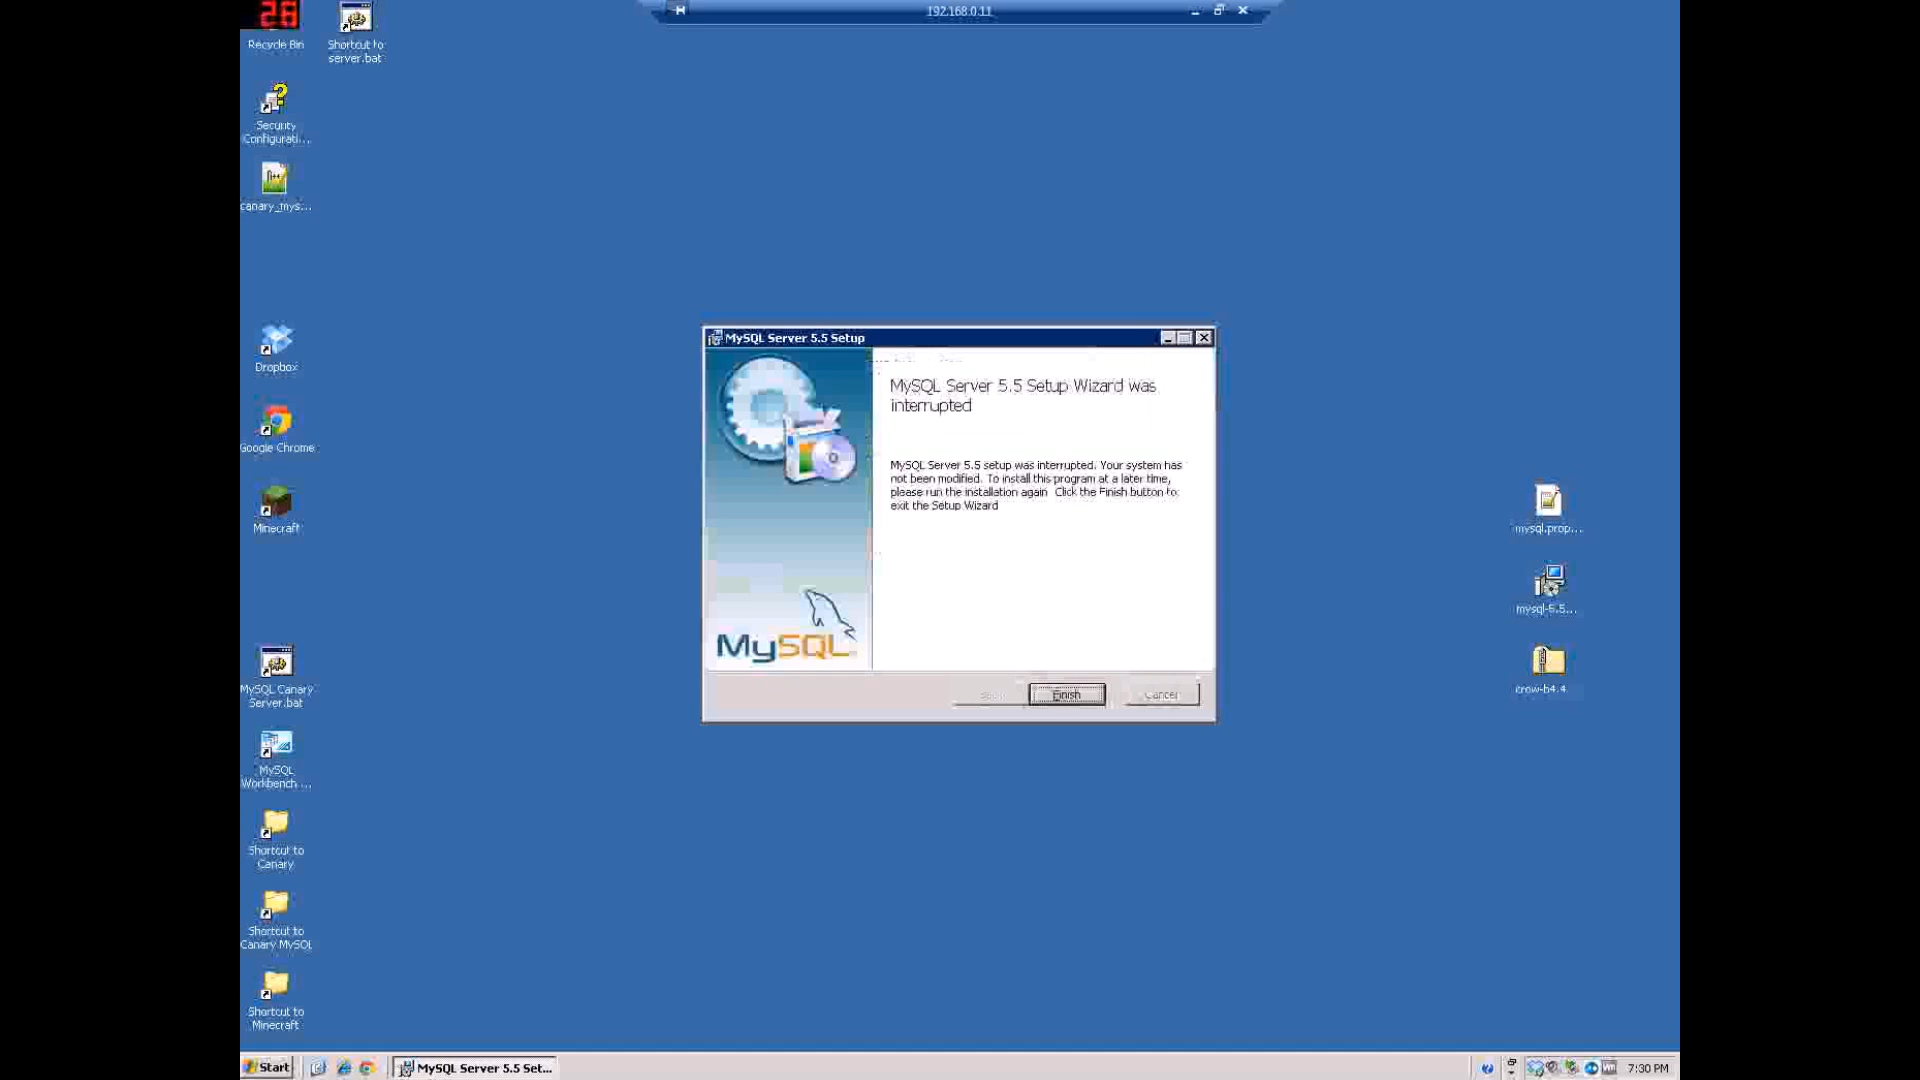 28
192.168.0.11
Recycle Bin
Shortcut to
server.bat
Security
Configurati...
canary_mys...
Dropbox
Google Chrome
Minecraft
MySQL Canary
Server.bat
MySQL
Workbench ...
Shortcut to
Canary
Shortcut to
Canary MySQL
Shortcut to
Minecraft
MySQL Server 5.5 Setup
MySQL Server 5.5 Setup Wizard was
interrupted
MySQL Server 5.5 setup was interrupted. Your system has
not been modified. To install this program at a later time,
please run the installation again. Click the Finish button to
exit the Setup Wizard
MySQL
Finish
Cancel
mysql.prop...
mysql-5.5...
crow-b4.4
Start
MySQL Server 5.5 Set...
7:30 PM